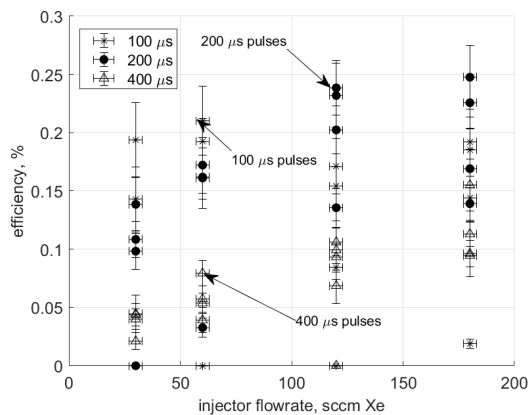 0.3
0.25
0.2
0.15
0.1
0.05
0
efficiency, %
100 μs
200 μs
400 μs
200 μs pulses
100 μs pulses
400 μs pulses
0 50 100 150 200
injector flowrate, sccm Xe